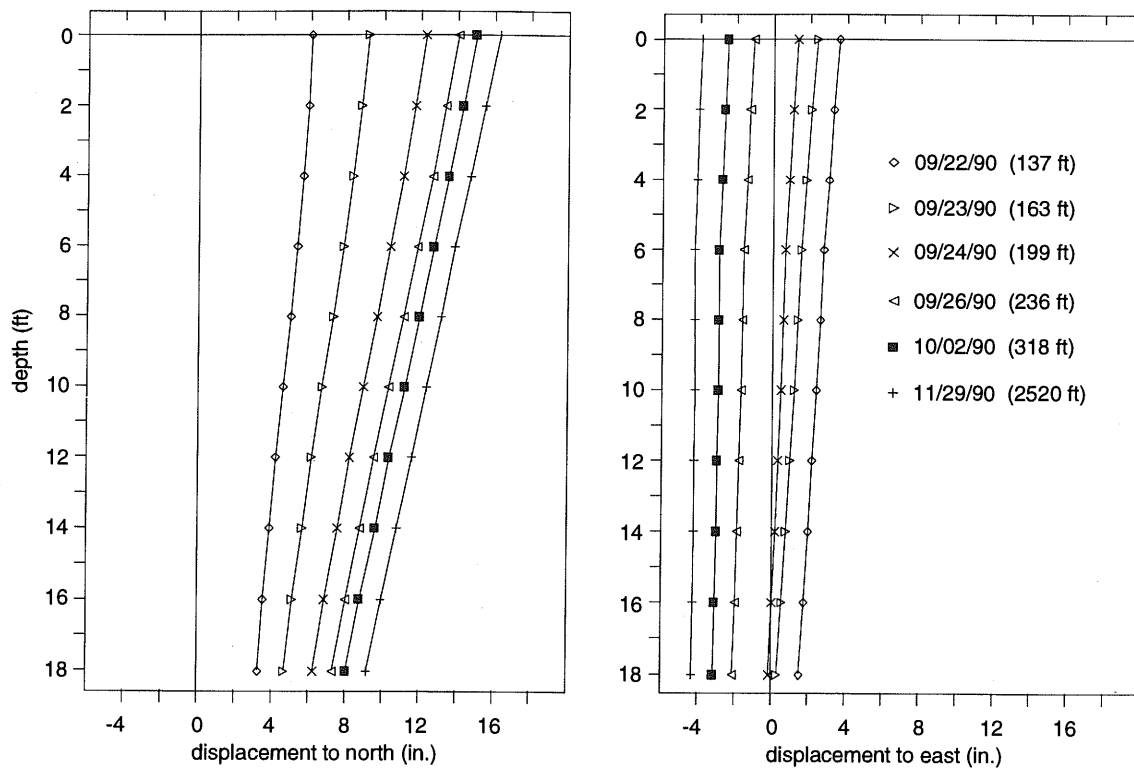 0
2
4
6
8
10
12
14
16
18
depth (ft)
-4 0 4 8 12 16
displacement to north (in.)
0
2
4
6
8
10
12
14
16
18
-4 0 4 8 12 16
displacement to east (in.)
09/22/90 (137 ft)
09/23/90 (163 ft)
09/24/90 (199 ft)
09/26/90 (236 ft)
10/02/90 (318 ft)
11/29/90 (2520 ft)